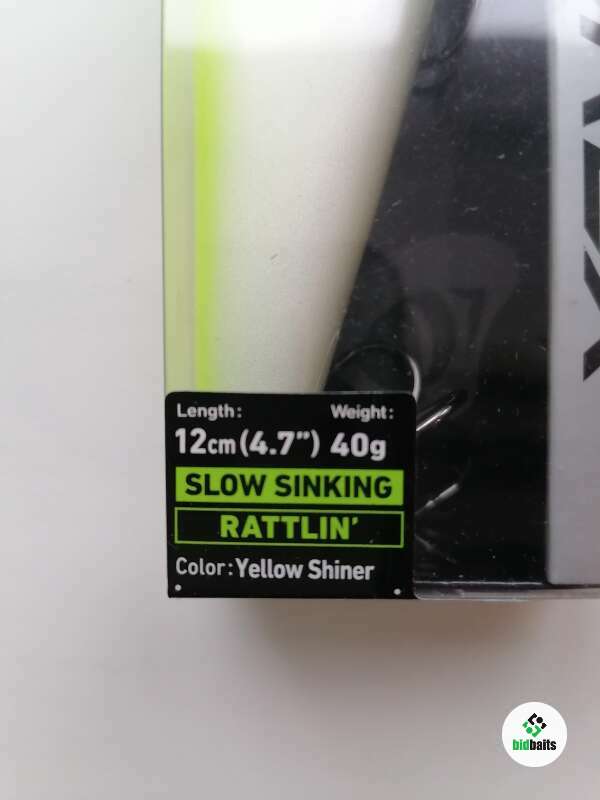 Length: Weight:
12cm(4.7") 40g
SLOW SINKING
RATTLIN'
Color:Yellow Shiner
bidbaits